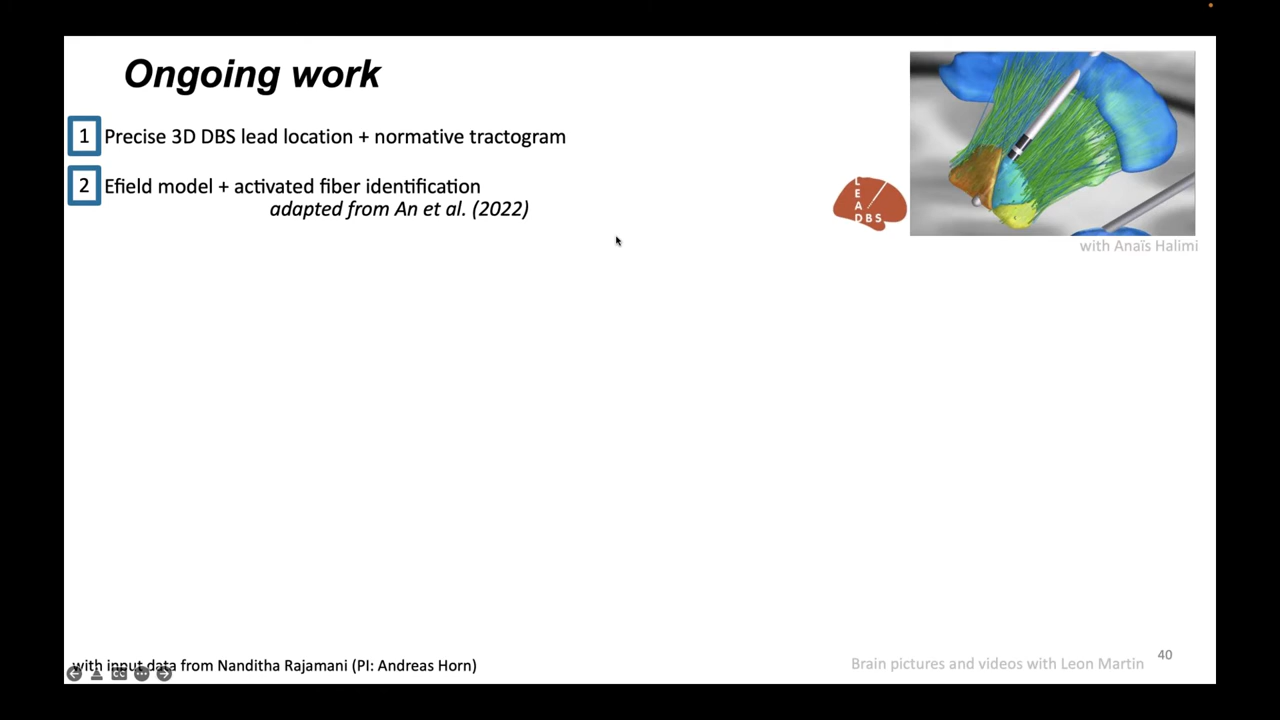 Ongoing work
1 Precise 3D DBS lead location + normative tractogram
2 Efield model + activated fiber identification
adapted from An et al. (2022)
LEAD DBS
with Anaïs Halimi
with input data from Nanditha Rajamani (PI: Andreas Horn)
Brain pictures and videos with Leon Martin
40